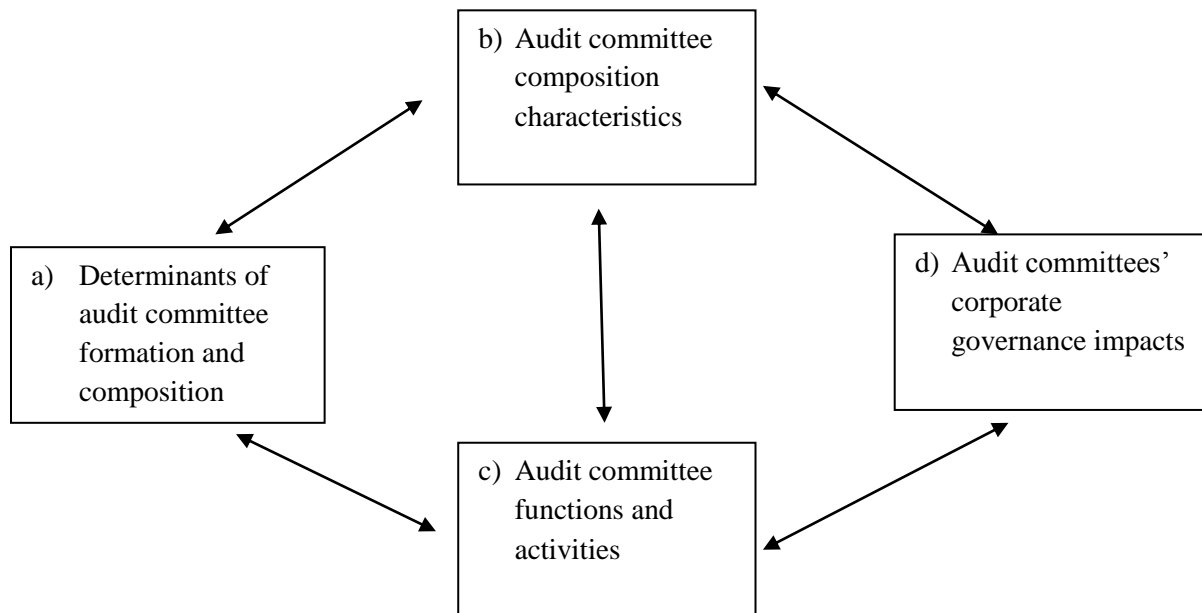 b) Audit committee
composition
characteristics
a) Determinants of
audit committee
formation and
composition
d) Audit committees’
corporate
governance impacts
c) Audit committee
functions and
activities